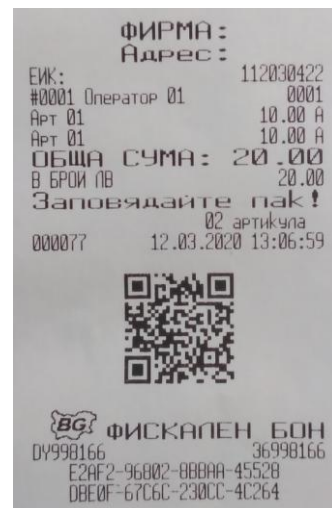 ФИРМА:
Адрес:
ЕИК: 112030422
#0001 Оператор 01 0001
Арт 01 10.00 А
Арт 01 10.00 А
ОБЩА СУМА: 20.00
В БРОЙ ЛВ 20.00
Заповядайте пак!
02 артикула
000077 12.03.2020 13:06:59
BG ФИСКАЛЕН БОН
DY998166 36998166
E2AF2-96802-8BBAA-45528
DBE0F-67C6C-230CC-4C264